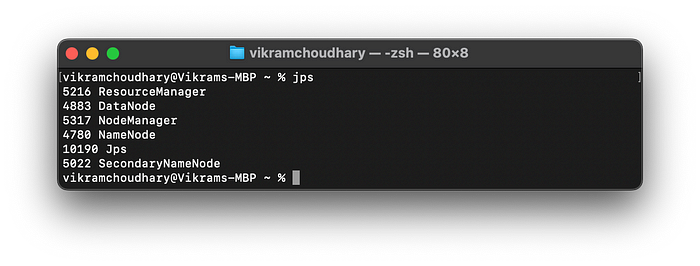 vikramchoudhary — -zsh — 80×8
[vikramchoudhary@Vikrams-MBP ~ % jps ]
5216 ResourceManager
4883 DataNode
5317 NodeManager
4780 NameNode
10190 Jps
5022 SecondaryNameNode
vikramchoudhary@Vikrams-MBP ~ %